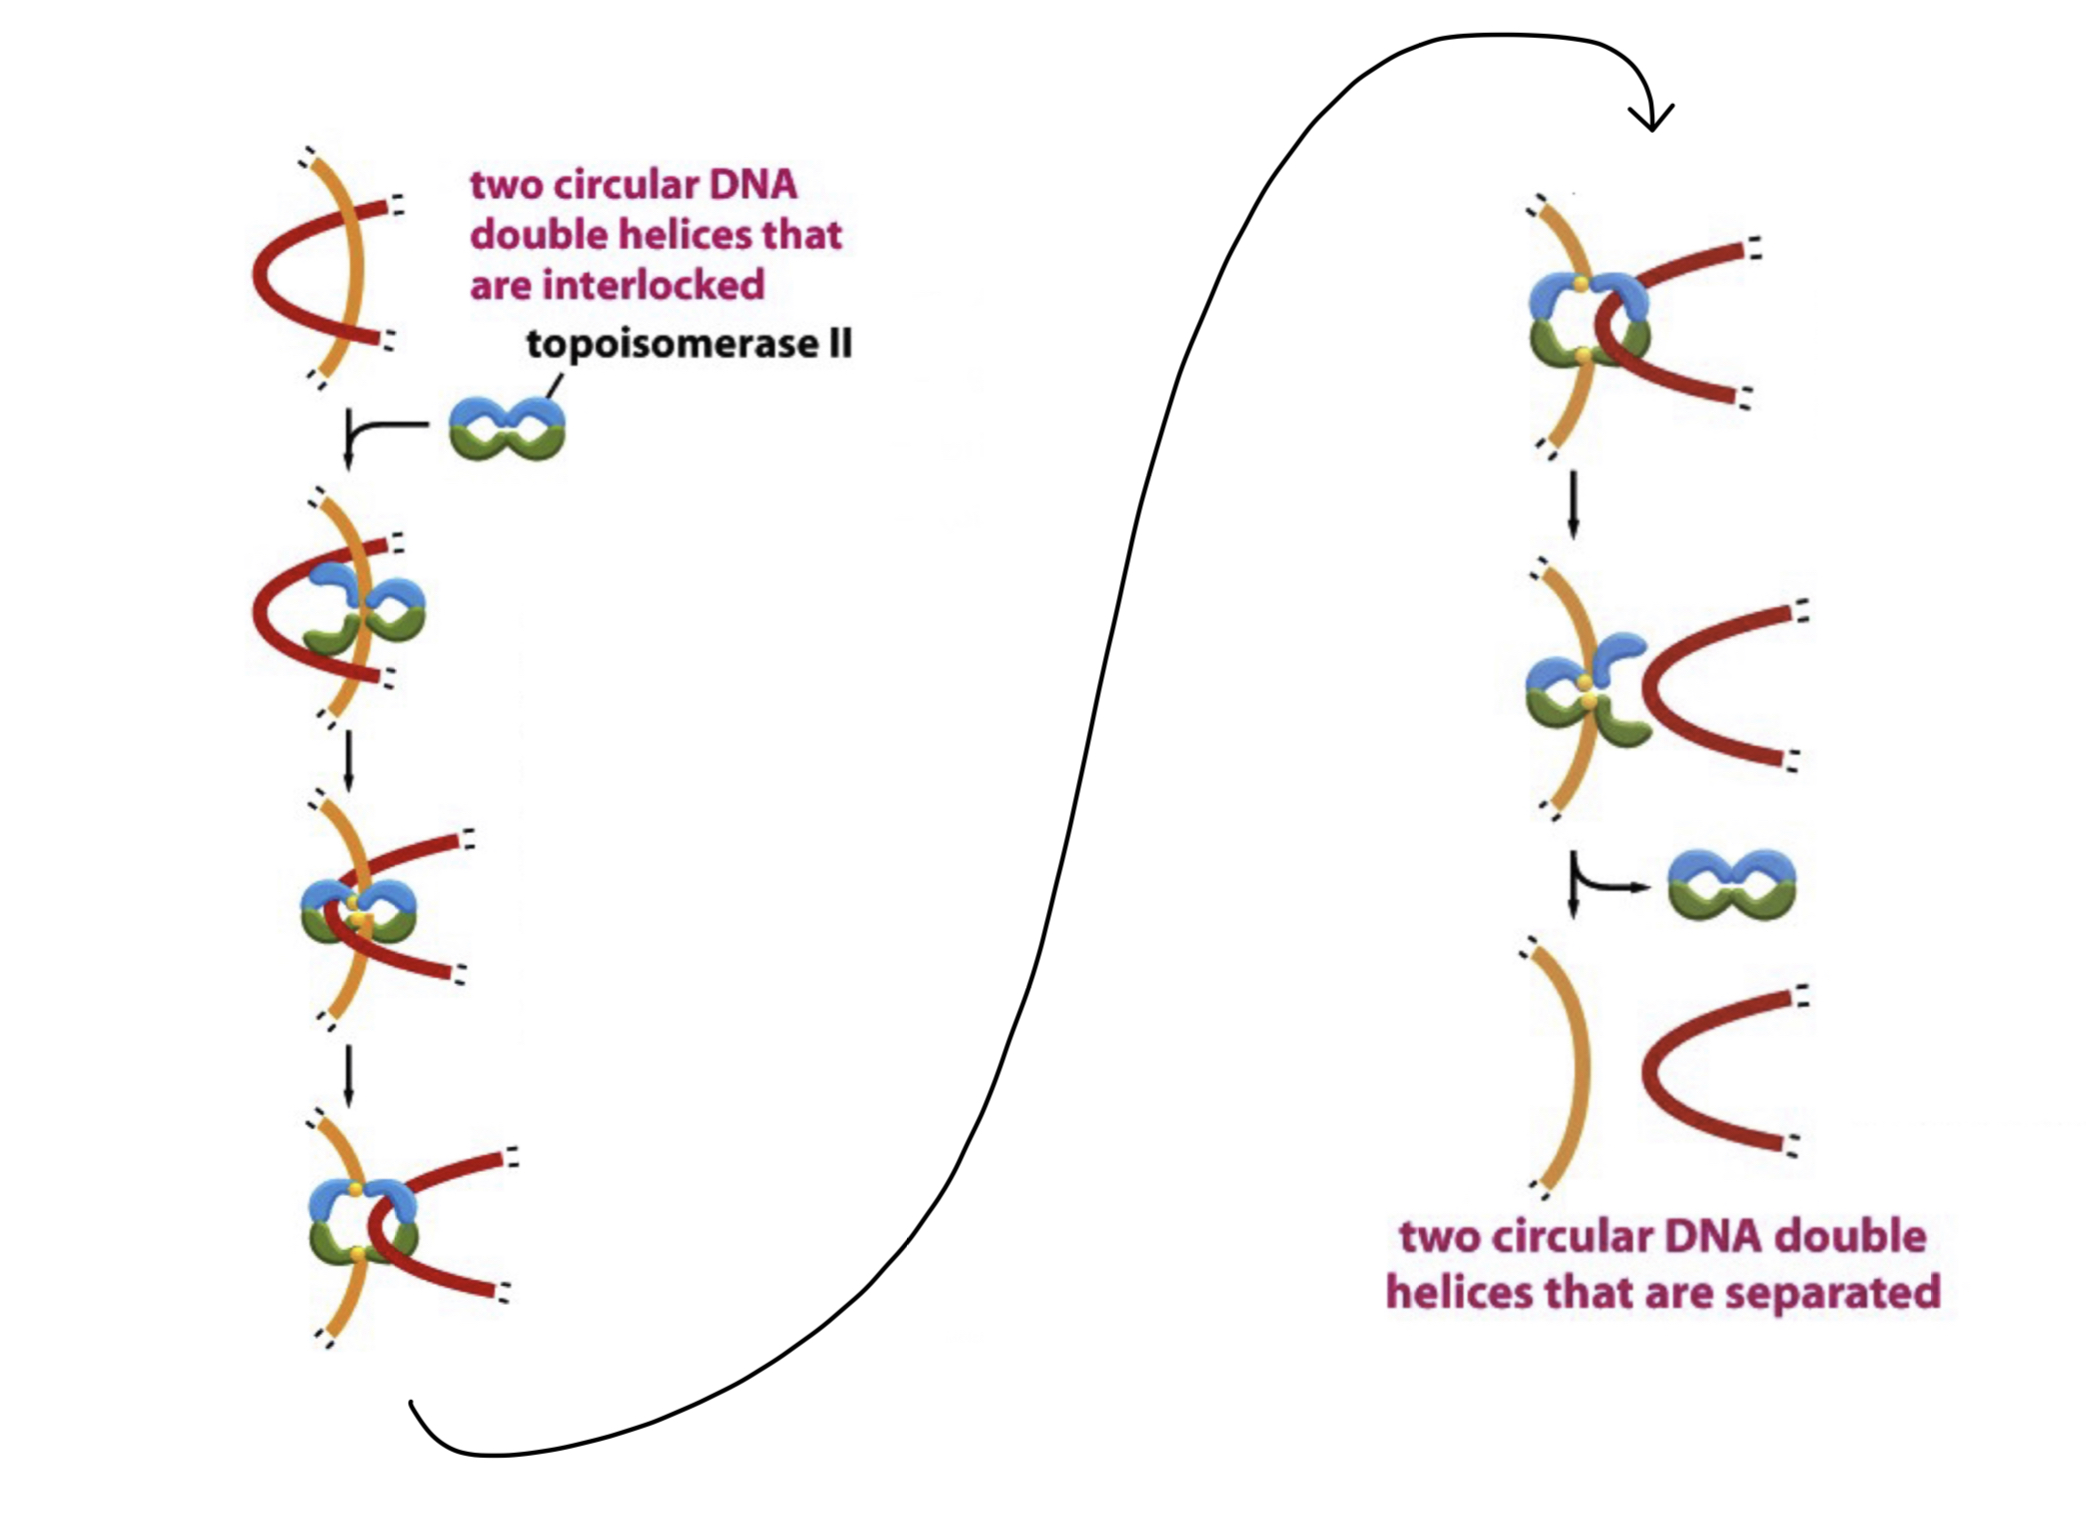 two circular DNA
double helices that
are interlocked
topoisomerase II
two circular DNA double
helices that are separated